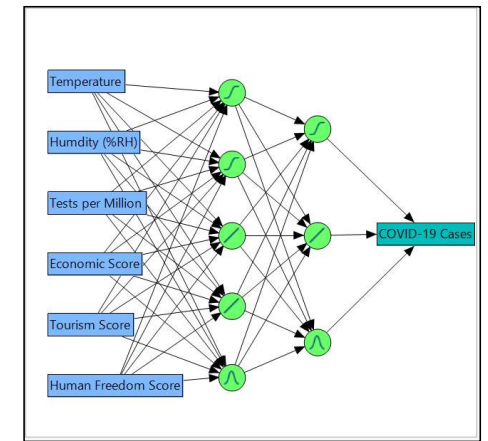 Temperature
Humdity (%RH)
Tests per Million
Economic Score
Tourism Score
Human Freedom Score
COVID-19 Cases